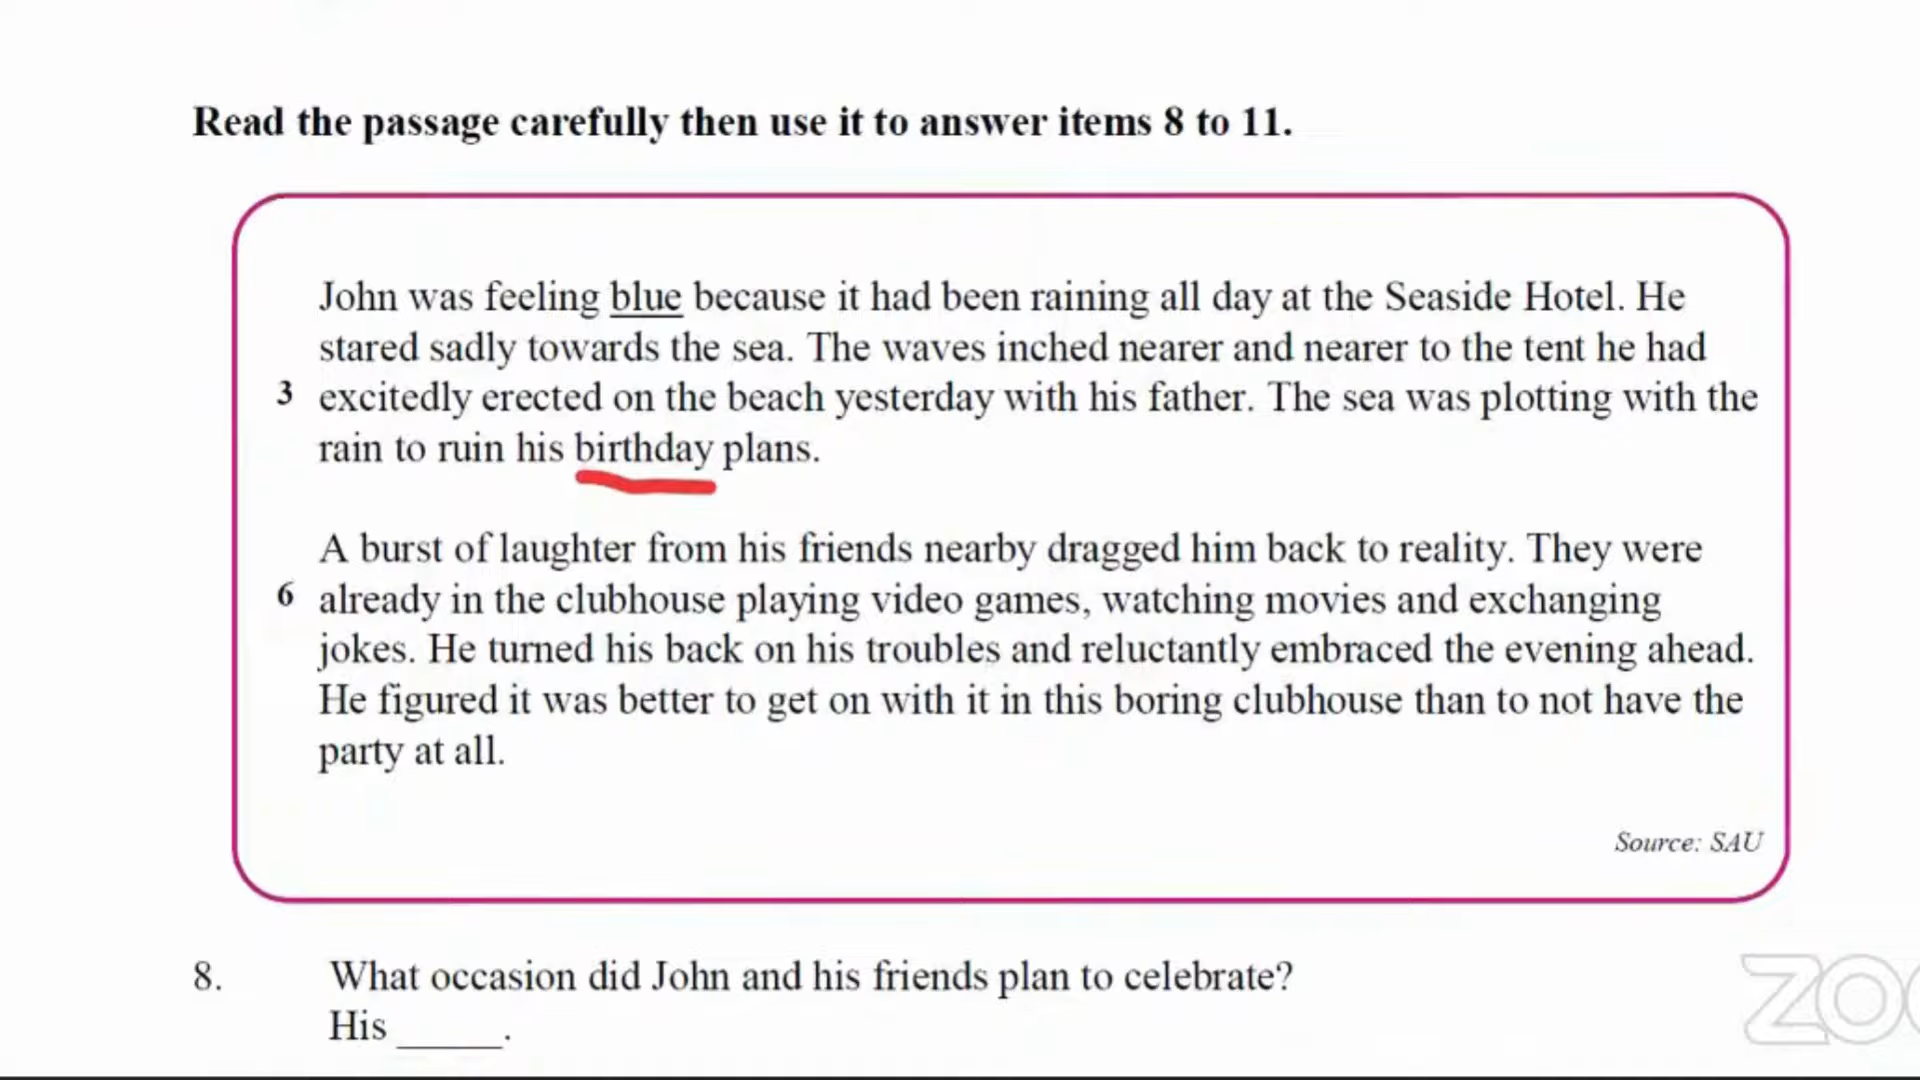 Read the passage carefully then use it to answer items 8 to 11.
John was feeling blue because it had been raining all day at the Seaside Hotel. He
stared sadly towards the sea. The waves inched nearer and nearer to the tent he had
3 excitedly erected on the beach yesterday with his father. The sea was plotting with the
rain to ruin his birthday plans.
A burst of laughter from his friends nearby dragged him back to reality. They were
6 already in the clubhouse playing video games, watching movies and exchanging
jokes. He turned his back on his troubles and reluctantly embraced the evening ahead.
He figured it was better to get on with it in this boring clubhouse than to not have the
party at all.
Source: SAU
8. What occasion did John and his friends plan to celebrate?
His _____.